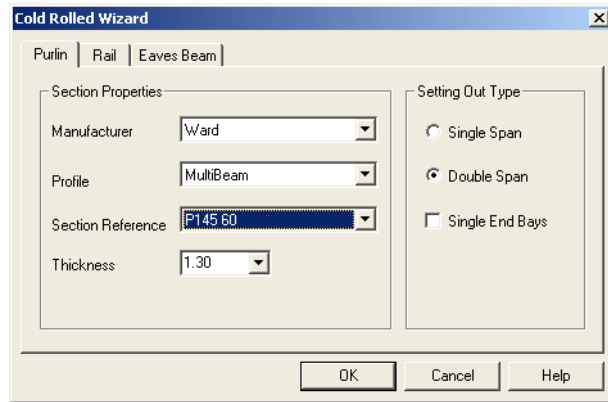 Cold Rolled Wizard
Purlin Rail Eaves Beam
Section Properties
Manufacturer Ward
Profile MultiBeam
Section Reference P145 60
Thickness 1.30
Setting Out Type
Single Span
Double Span
Single End Bays
OK Cancel Help